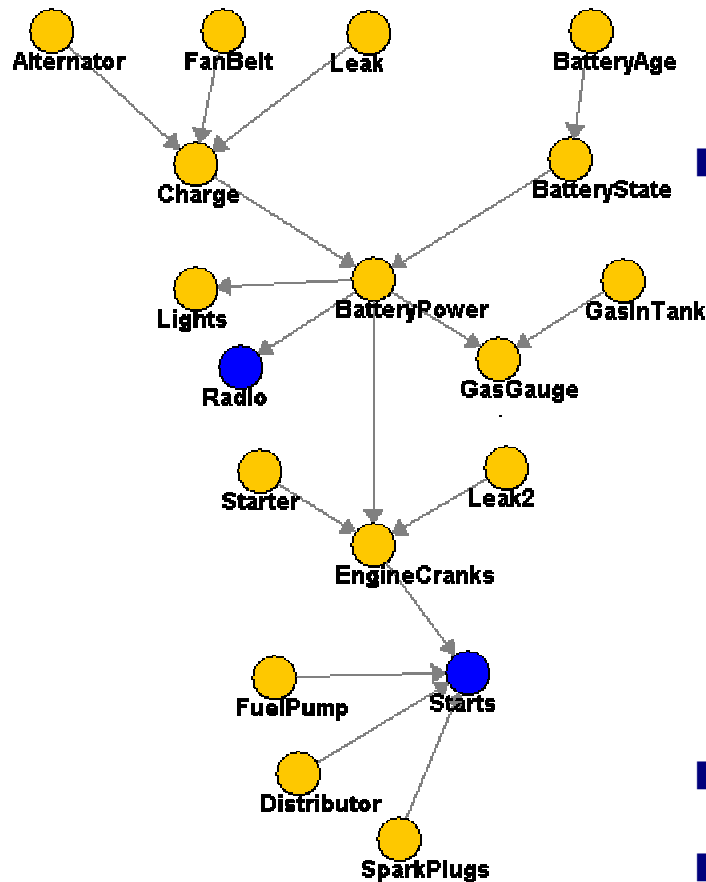 Alternator
FanBelt
Leak
BatteryAge
Charge
BatteryState
Lights
BatteryPower
GasInTank
Radio
GasGauge
Starter
Leak2
EngineCranks
FuelPump
Starts
Distributor
SparkPlugs